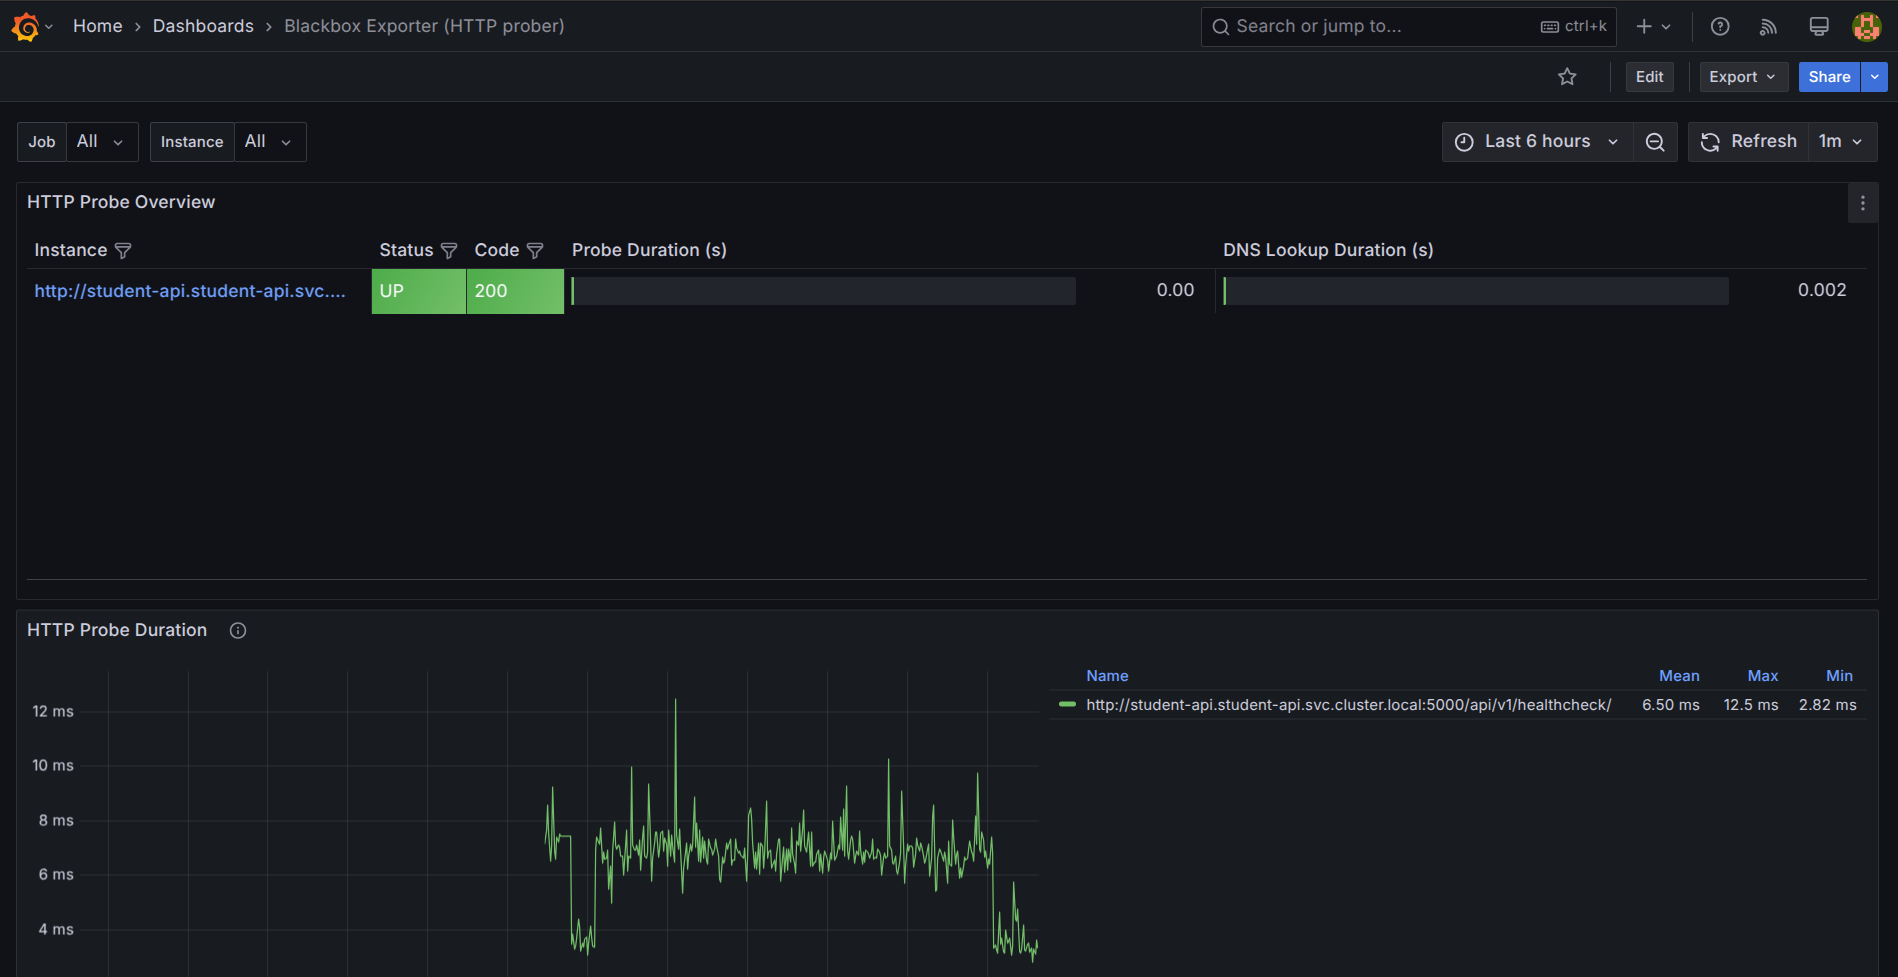 Home › Dashboards › Blackbox Exporter (HTTP prober)
Search or jump to... ctrl+k
Edit Export Share
Job All Instance All
Last 6 hours Refresh 1m
HTTP Probe Overview
Instance Status Code Probe Duration (s) DNS Lookup Duration (s)
http://student-api.student-api.svc.... UP 200 0.00 0.002
HTTP Probe Duration
Name Mean Max Min
http://student-api.student-api.svc.cluster.local:5000/api/v1/healthcheck/ 6.50 ms 12.5 ms 2.82 ms
12 ms
10 ms
8 ms
6 ms
4 ms